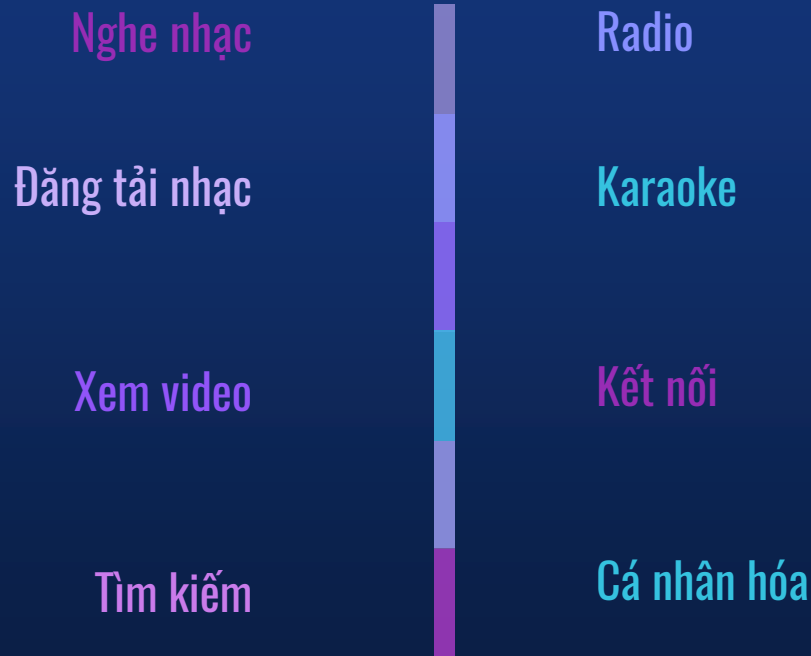 Nghe nhạc
Đăng tải nhạc
Xem video
Tìm kiếm
Radio
Karaoke
Kết nối
Cá nhân hóa